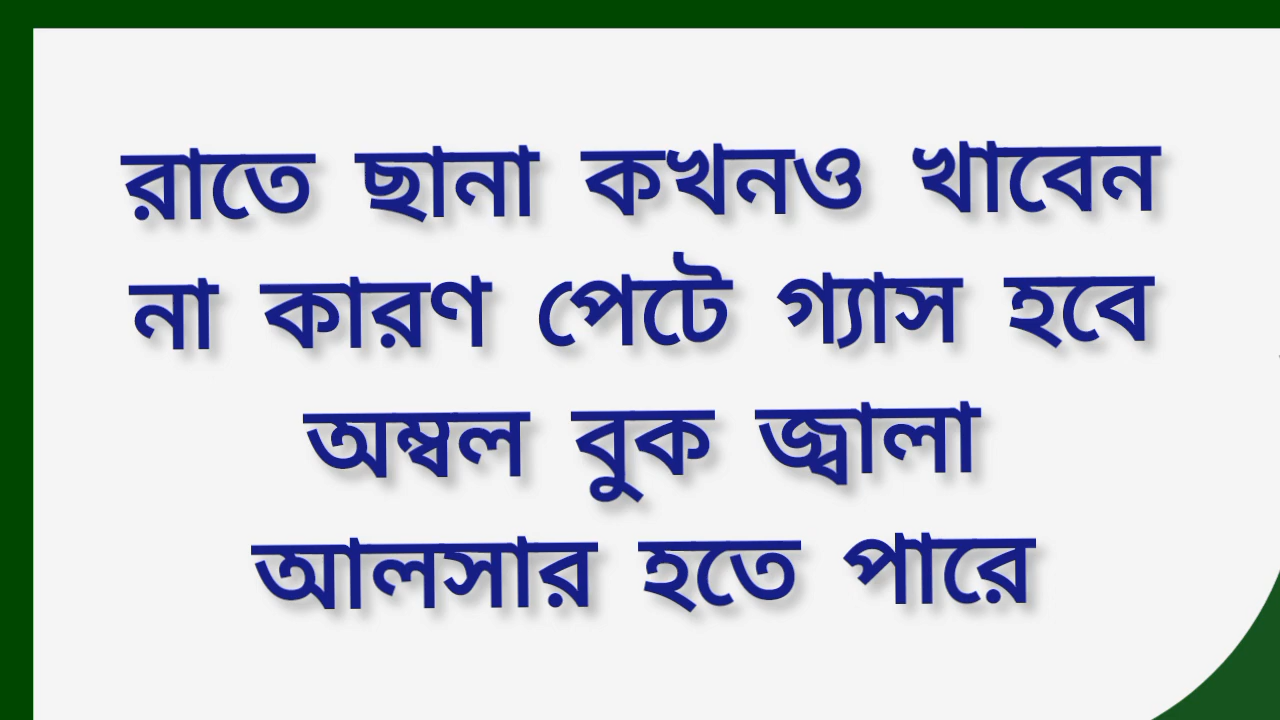 রাতে ছানা কখনও খাবেন
না কারণ পেটে গ্যাস হবে
অম্বল বুক জ্বালা
আলসার হতে পারে